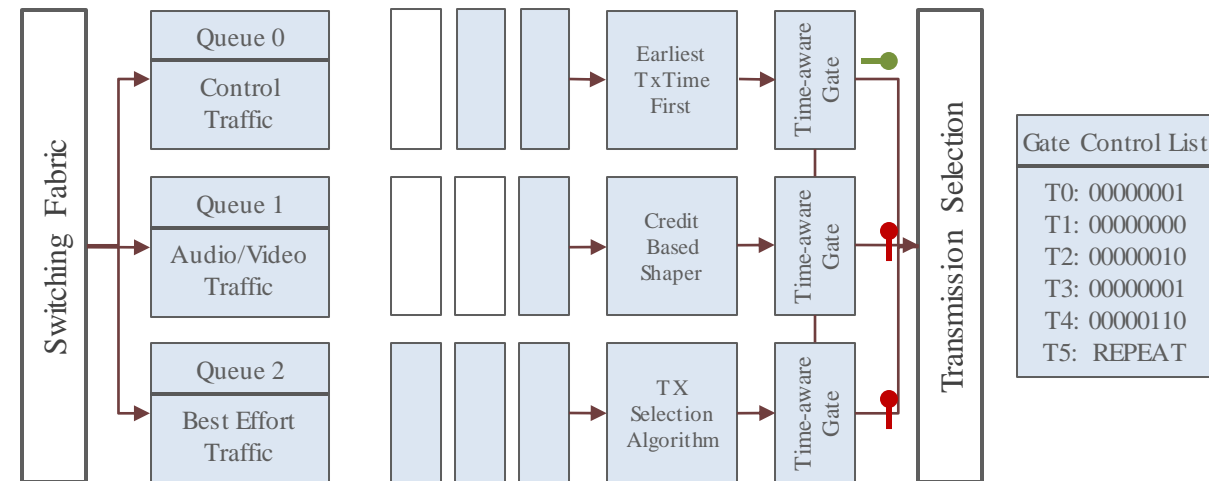 Switching Fabric
Queue 0
Control
Traffic
Queue 1
Audio/Video
Traffic
Queue 2
Best Effort
Traffic
Earliest
TxTime
First
Credit
Based
Shaper
TX
Selection
Algorithm
Time-aware
Gate
Time-aware
Gate
Time-aware
Gate
Transmission Selection
Gate Control List
T0: 00000001
T1: 00000000
T2: 00000010
T3: 00000001
T4: 00000110
T5: REPEAT